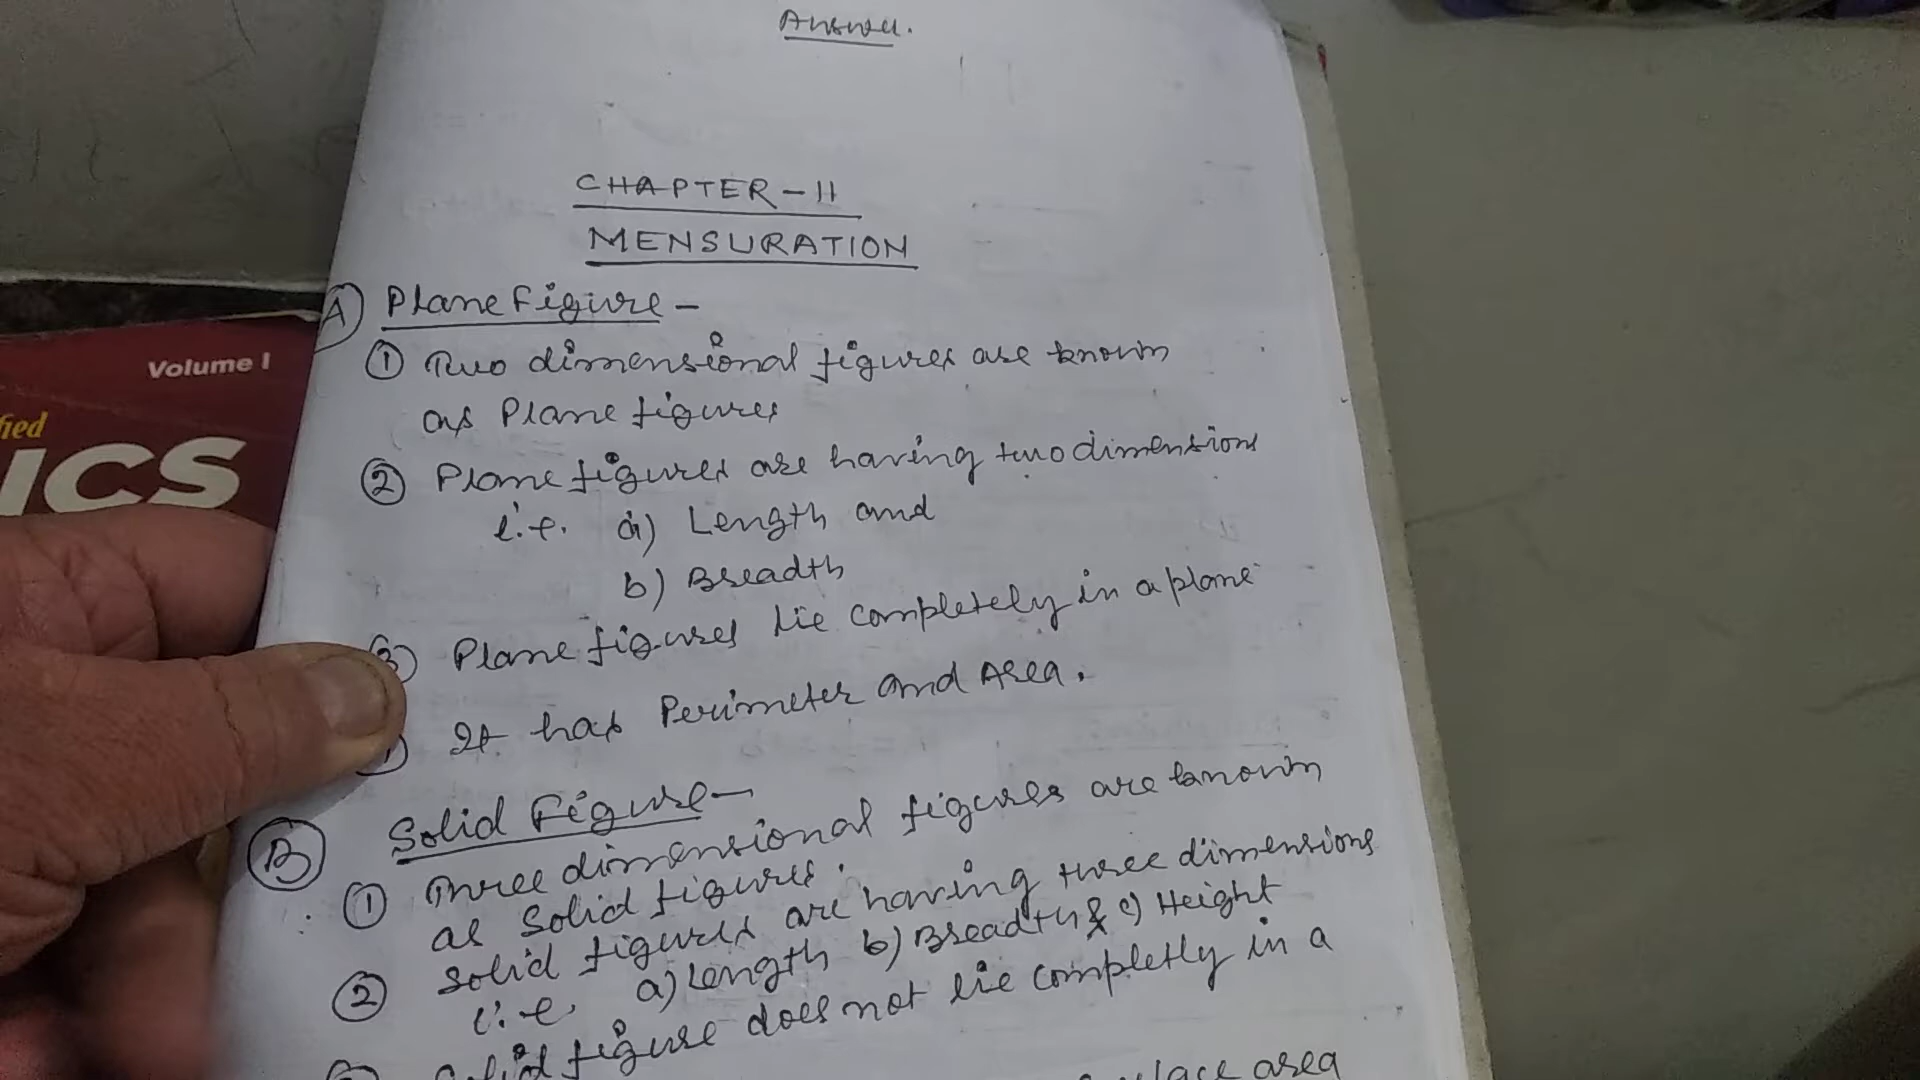 Answer.
CHAPTER-11
MENSURATION
A) Plane Figure -
① Two dimensional figures are known
as Plane figures
② Plane figures are having two dimensions
i.e. a) Length and
b) Breadth
③ Plane figures lie completely in a plane
It has Perimeter and Area.
B) Solid Figure -
① Three dimensional figures are known
as Solid figures.
② Solid figures are having three dimensions
i.e. a) Length b) Breadth & c) Height
Solid figure does not lie completly in a
area
Volume I
ICS